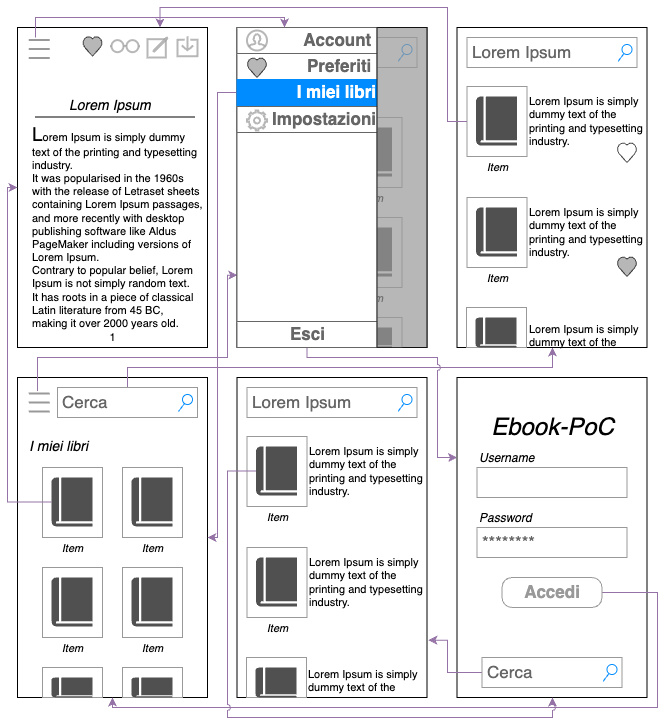 Lorem Ipsum
Lorem Ipsum is simply dummy
text of the printing and typesetting
industry.
It was popularised in the 1960s
with the release of Letraset sheets
containing Lorem Ipsum passages,
and more recently with desktop
publishing software like Aldus
PageMaker including versions of
Lorem Ipsum.
Contrary to popular belief, Lorem
Ipsum is not simply random text.
It has roots in a piece of classical
Latin literature from 45 BC,
making it over 2000 years old.
1
Account
Preferiti
I miei libri
Impostazioni
m
m
Esci
Lorem Ipsum
Lorem Ipsum is simply
dummy text of the
printing and typesetting
industry.
Item
Lorem Ipsum is simply
dummy text of the
printing and typesetting
industry.
Item
Lorem Ipsum is simply
dummy text of the
Cerca
I miei libri
Item
Item
Item
Item
Lorem Ipsum
Lorem Ipsum is simply
dummy text of the
printing and typesetting
industry.
Item
Lorem Ipsum is simply
dummy text of the
printing and typesetting
industry.
Item
Lorem Ipsum is simply
dummy text of the
Ebook-PoC
Username
Password
********
Accedi
Cerca